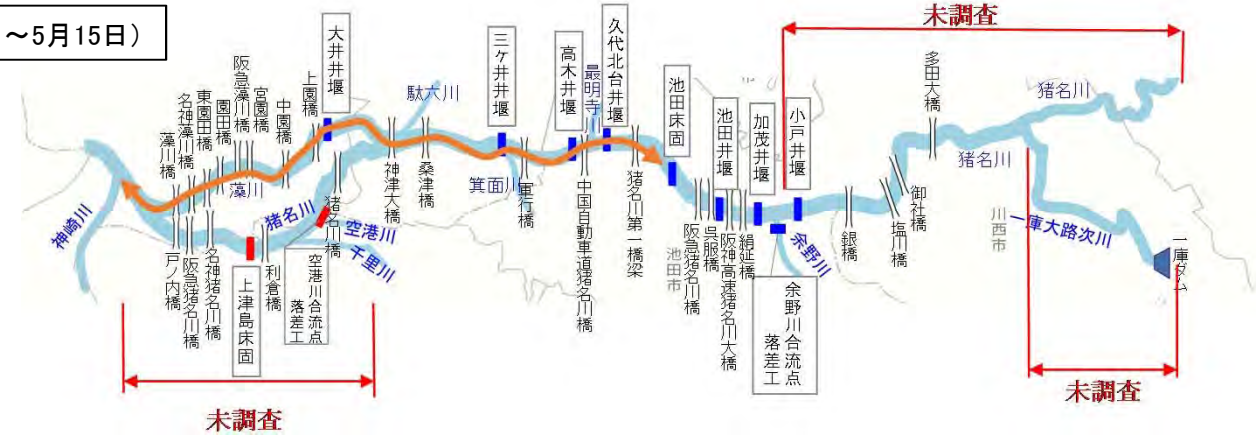 ～5月15日）
未調査
大井井堰
三ケ井井堰
高木井堰
最明寺川
久代北台井堰
池田床固
池田井堰
加茂井堰
小戸井堰
多田大橋
猪名川
猪名川
駄六川
阪急藻川橋
宮園橋
中園橋
上園橋
園田橋
東園田橋
名神藻川橋
藻川橋
藻川
猪名川
猪名川橋
空港川
千里川
神津大橋
桑津橋
箕面川
軍行橋
中国自動車道猪名川橋
猪名川第一橋梁
池田市
阪急猪名川橋
呉服橋
阪神高速猪名川大橋
絹延橋
余野川
銀橋
塩川橋
御社橋
川西市
一庫大路次川
一庫ダム
神崎川
戸ノ内橋
阪急猪名川橋
名神猪名川橋
上津島床固
利倉橋
空港川合流点
落差工
余野川合流点
落差工
未調査
未調査